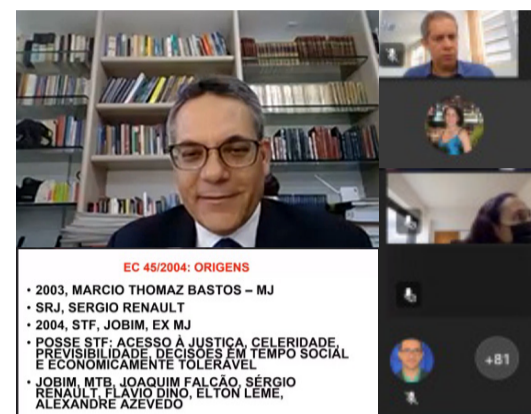 EC 45/2004: ORIGENS
• 2003, MARCIO THOMAZ BASTOS – MJ
• SRJ, SERGIO RENAULT
• 2004, STF, JOBIM, EX MJ
• POSSE STF: ACESSO À JUSTIÇA, CELERIDADE,
PREVISIBILIDADE, DECISÕES EM TEMPO SOCIAL
E ECONOMICAMENTE TOLERÁVEL
• JOBIM, MTB, JOAQUIM FALCÃO, SÉRGIO
RENAULT, FLÁVIO DINO, ELTON LEME,
ALEXANDRE AZEVEDO
+81